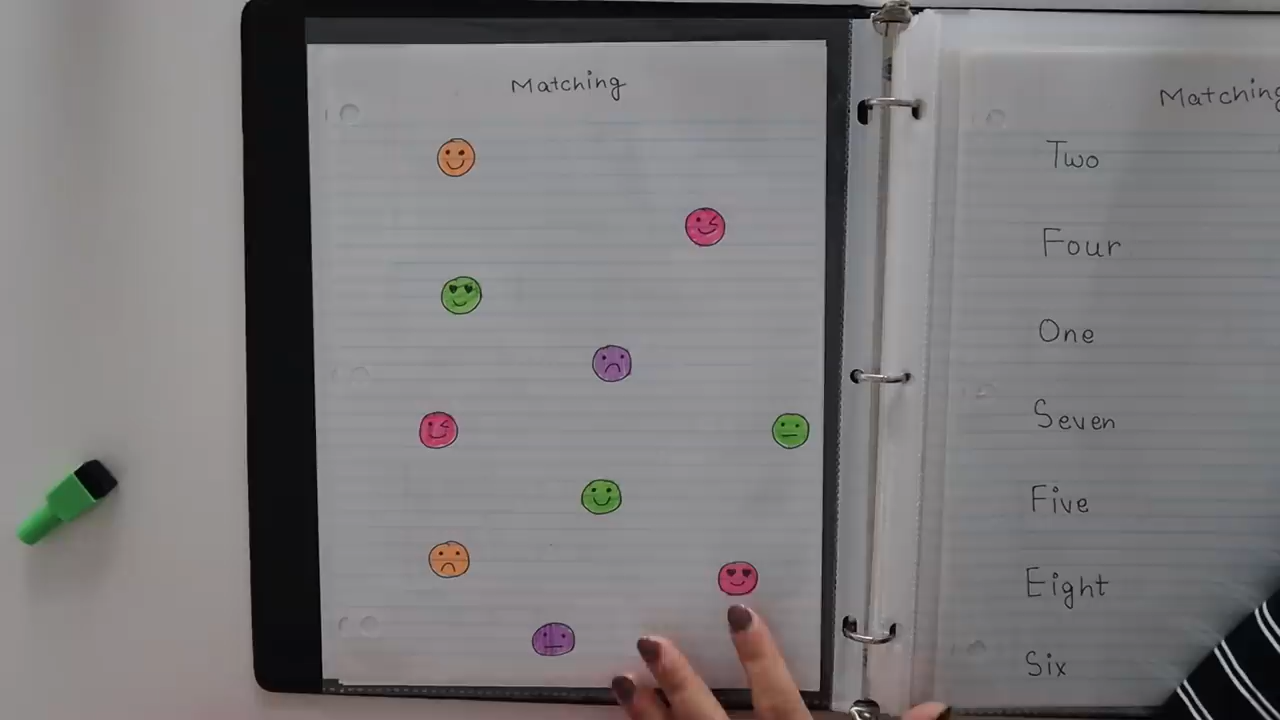 Matching
Matching
Two
Four
One
Seven
Five
Eight
Six